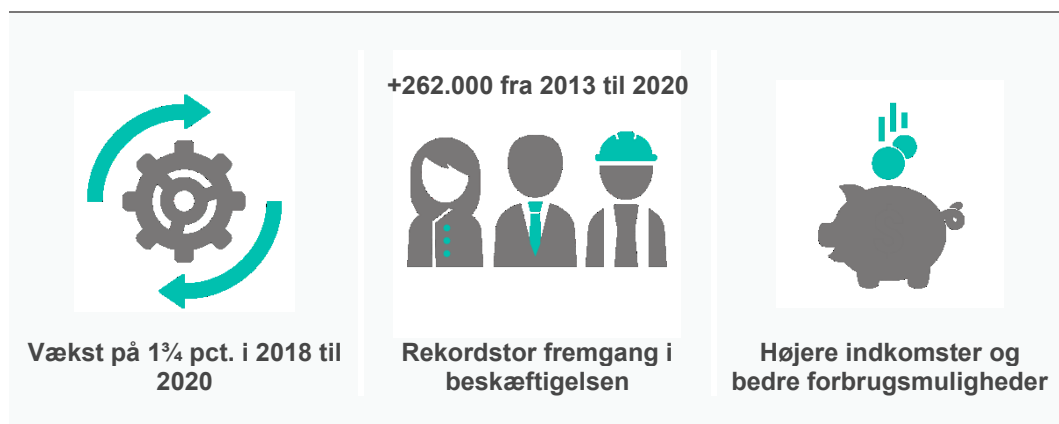 Vækst på 1¾ pct. i 2018 til
2020
+262.000 fra 2013 til 2020
Rekordstor fremgang i
beskæftigelsen
Højere indkomster og
bedre forbrugsmuligheder